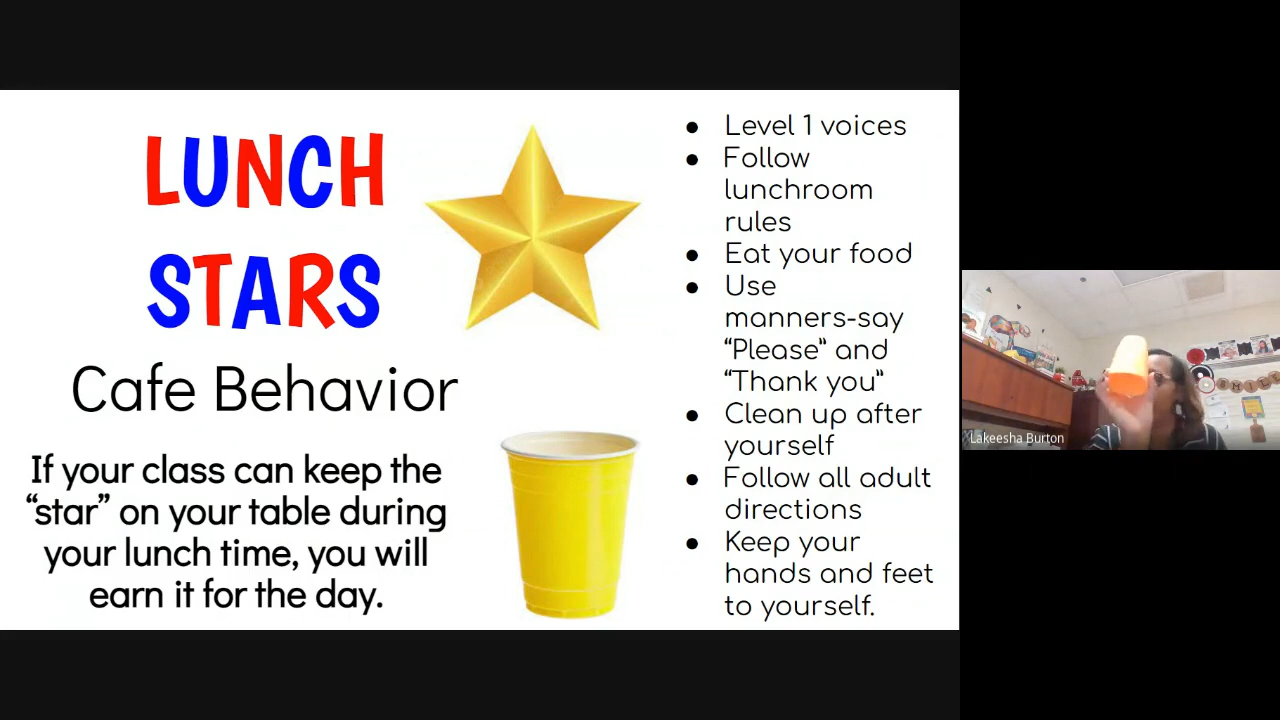 LUNCH
STARS
Cafe Behavior
If your class can keep the
“star” on your table during
your lunch time, you will
earn it for the day.
● Level 1 voices
● Follow
lunchroom
rules
● Eat your food
● Use
manners-say
“Please” and
“Thank you”
● Clean up after
yourself
● Follow all adult
directions
● Keep your
hands and feet
to yourself.
SMILE
Lakeesha Burton